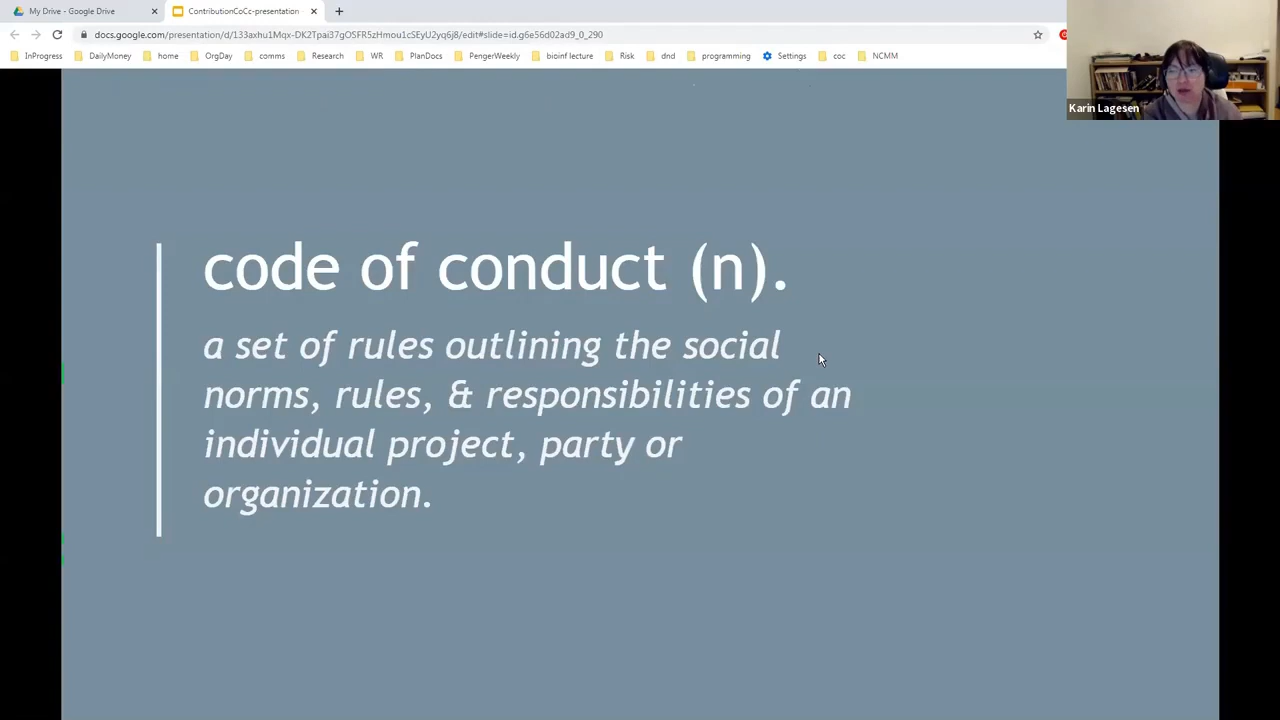 My Drive - Google Drive
ContributionCoCc-presentation
docs.google.com/presentation/d/133axhu1Mqx-DK2Tpai37gOSFR5zHmou1cSEyU2yq6j8/edit#slide=id.g6e56d02ad9_0_290
InProgress DailyMoney home OrgDay comms Research WR PlanDocs PengerWeekly bioinf lecture Risk dnd programming Settings coc NCMM
Karin Lagesen
code of conduct (n).
a set of rules outlining the social
norms, rules, & responsibilities of an
individual project, party or
organization.